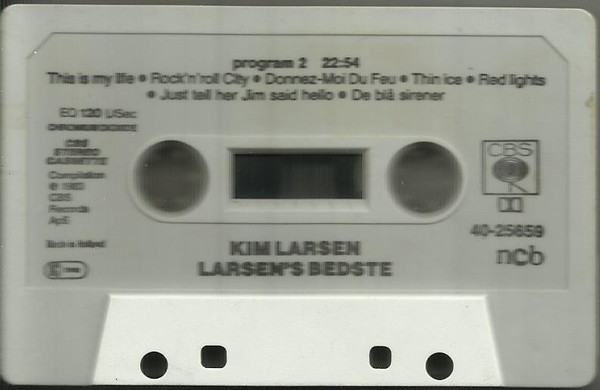 program 2 22:54
This is my life • Rock'n'roll City • Donnez-Moi Du Feu • Thin ice • Red lights
• Just tell her Jim said hello • De blå sirener
EQ 120 µSec
CHROMIUMDIOXIDE
CBS
STEREO
CASSETTE
Compilation
℗ 1983
CBS
Records
ApS
Made in Holland
CBS
40-25659
ncb
KIM LARSEN
LARSEN'S BEDSTE